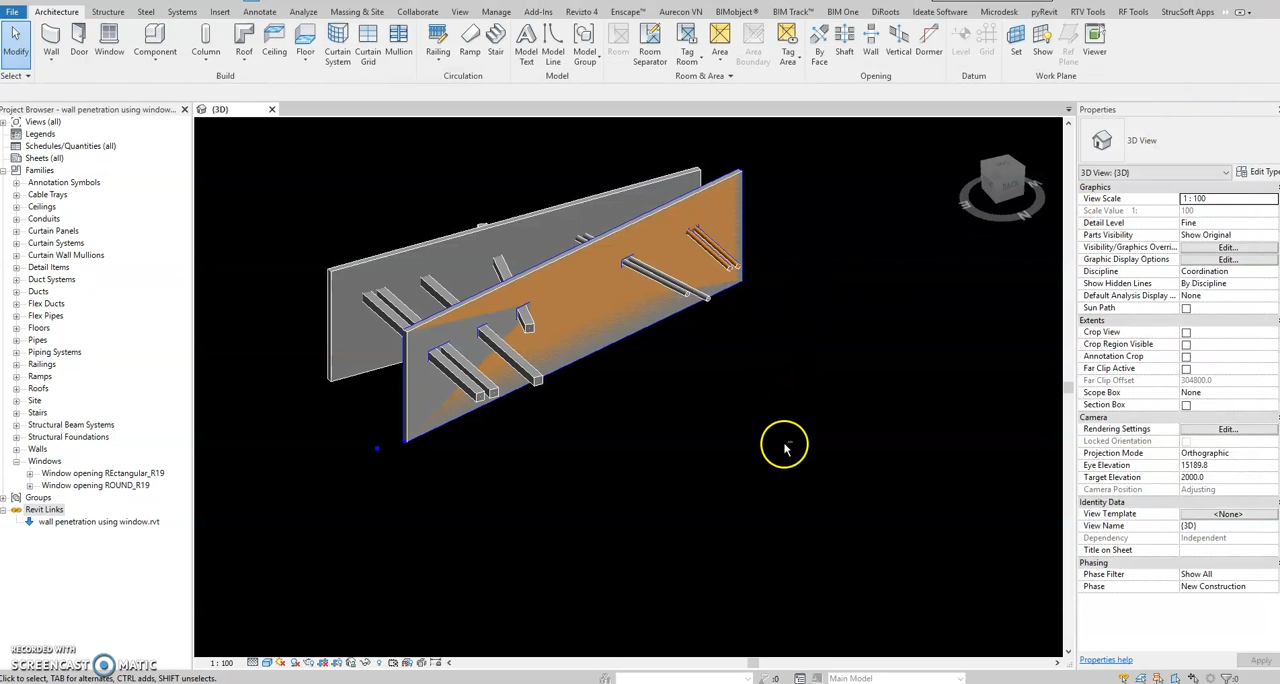 File Architecture Structure Steel Systems Insert Annotate Analyze Massing & Site Collaborate View Manage Add-Ins Revizto 4 Enscape™ Aurecon VN BIMobject® BIM Track™ BIM One DiRoots Ideate Software Microdesk pyRevit RTV Tools RF Tools StrucSoft Apps
Modify Wall Door Window Component Column Roof Ceiling Floor Curtain System Curtain Grid Mullion Railing Ramp Stair Model Text Model Line Model Group Room Room Separator Tag Room Area Area Boundary Tag Area By Face Shaft Wall Vertical Dormer Level Grid Set Show Ref Plane Viewer
Select Build Circulation Model Room & Area Opening Datum Work Plane
Project Browser - wall penetration using window...
{3D}
Properties
Views (all)
Legends
Schedules/Quantities (all)
Sheets (all)
Families
Annotation Symbols
Cable Trays
Ceilings
Conduits
Curtain Panels
Curtain Systems
Curtain Wall Mullions
Detail Items
Duct Systems
Ducts
Flex Ducts
Flex Pipes
Floors
Pipes
Piping Systems
Railings
Ramps
Roofs
Site
Stairs
Structural Beam Systems
Structural Foundations
Walls
Windows
Window opening REctangular_R19
Window opening ROUND_R19
Groups
Revit Links
wall penetration using window.rvt
BACK
3D View
3D View: {3D} Edit Type
Graphics
View Scale 1 : 100
Scale Value 1: 100
Detail Level Fine
Parts Visibility Show Original
Visibility/Graphics Overri... Edit...
Graphic Display Options Edit...
Discipline Coordination
Show Hidden Lines By Discipline
Default Analysis Display ... None
Sun Path
Extents
Crop View
Crop Region Visible
Annotation Crop
Far Clip Active
Far Clip Offset 304800.0
Scope Box None
Section Box
Camera
Rendering Settings Edit...
Locked Orientation
Projection Mode Orthographic
Eye Elevation 15189.8
Target Elevation 2000.0
Camera Position Adjusting
Identity Data
View Template <None>
View Name {3D}
Dependency Independent
Title on Sheet
Phasing
Phase Filter Show All
Phase New Construction
Properties help Apply
RECORDED WITH
SCREENCAST MATIC
1 : 100
Click to select, TAB for alternates, CTRL adds, SHIFT unselects.
:0 Main Model :0